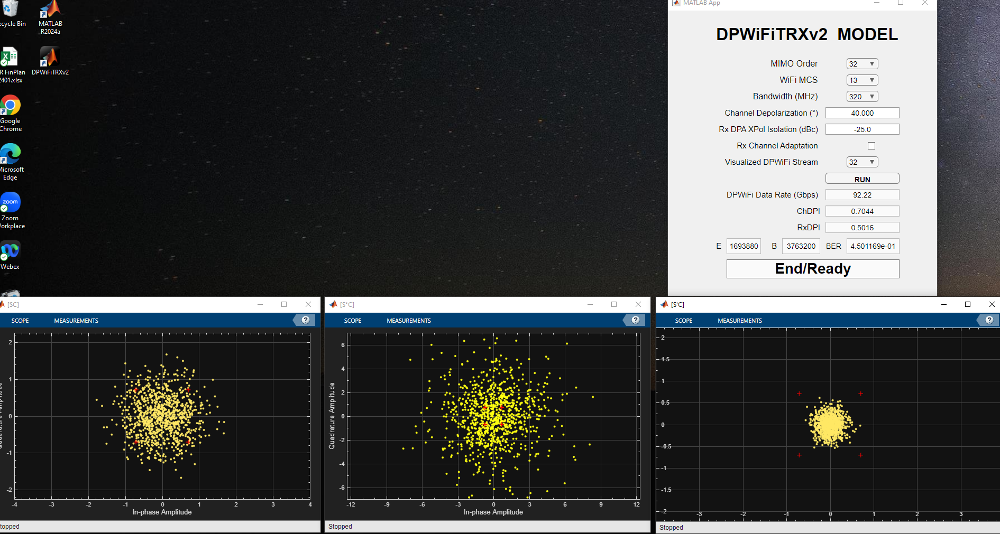 ecycle Bin
MATLAB
R2024a
R FinPlan
2401.xlsx
DPWiFiTRXv2
Google
Chrome
Microsoft
Edge
zoom
Zoom
Workplace
Webex
MATLAB App
DPWiFiTRXv2 MODEL
MIMO Order 32
WiFi MCS 13
Bandwidth (MHz) 320
Channel Depolarization (°) 40.000
Rx DPA XPol Isolation (dBc) -25.0
Rx Channel Adaptation
Visualized DPWiFi Stream 32
RUN
DPWiFi Data Rate (Gbps) 92.22
ChDPI 0.7044
RxDPI 0.5016
E 1693880 B 3763200 BER 4.501169e-01
End/Ready
[SC]
SCOPE MEASUREMENTS ?
2
1
0
-1
-2
-4 -3 -2 -1 0 1 2 3 4
In-phase Amplitude
topped
[S*C]
SCOPE MEASUREMENTS ?
Quadrature Amplitude
6
4
2
0
-2
-4
-6
-12 -9 -6 -3 0 3 6 9 12
In-phase Amplitude
Stopped
[S'C]
SCOPE MEASUREMENTS ?
2
1.5
1
0.5
0
-0.5
-1
-1.5
-2
-3 -2 -1 0 1 2 3
Stopped